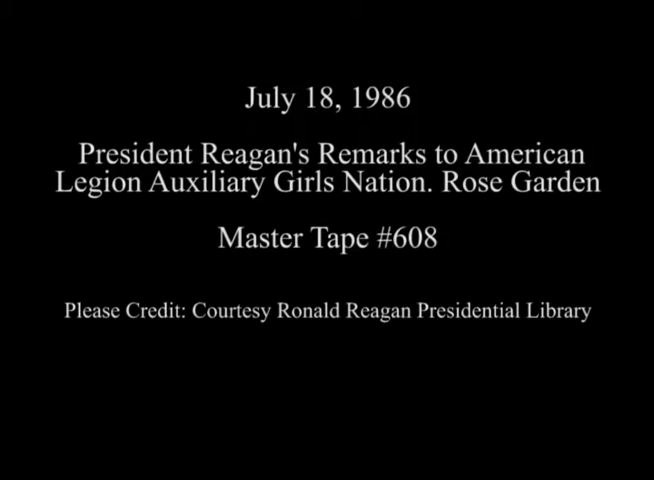 July 18, 1986
President Reagan's Remarks to American
Legion Auxiliary Girls Nation. Rose Garden
Master Tape #608
Please Credit: Courtesy Ronald Reagan Presidential Library